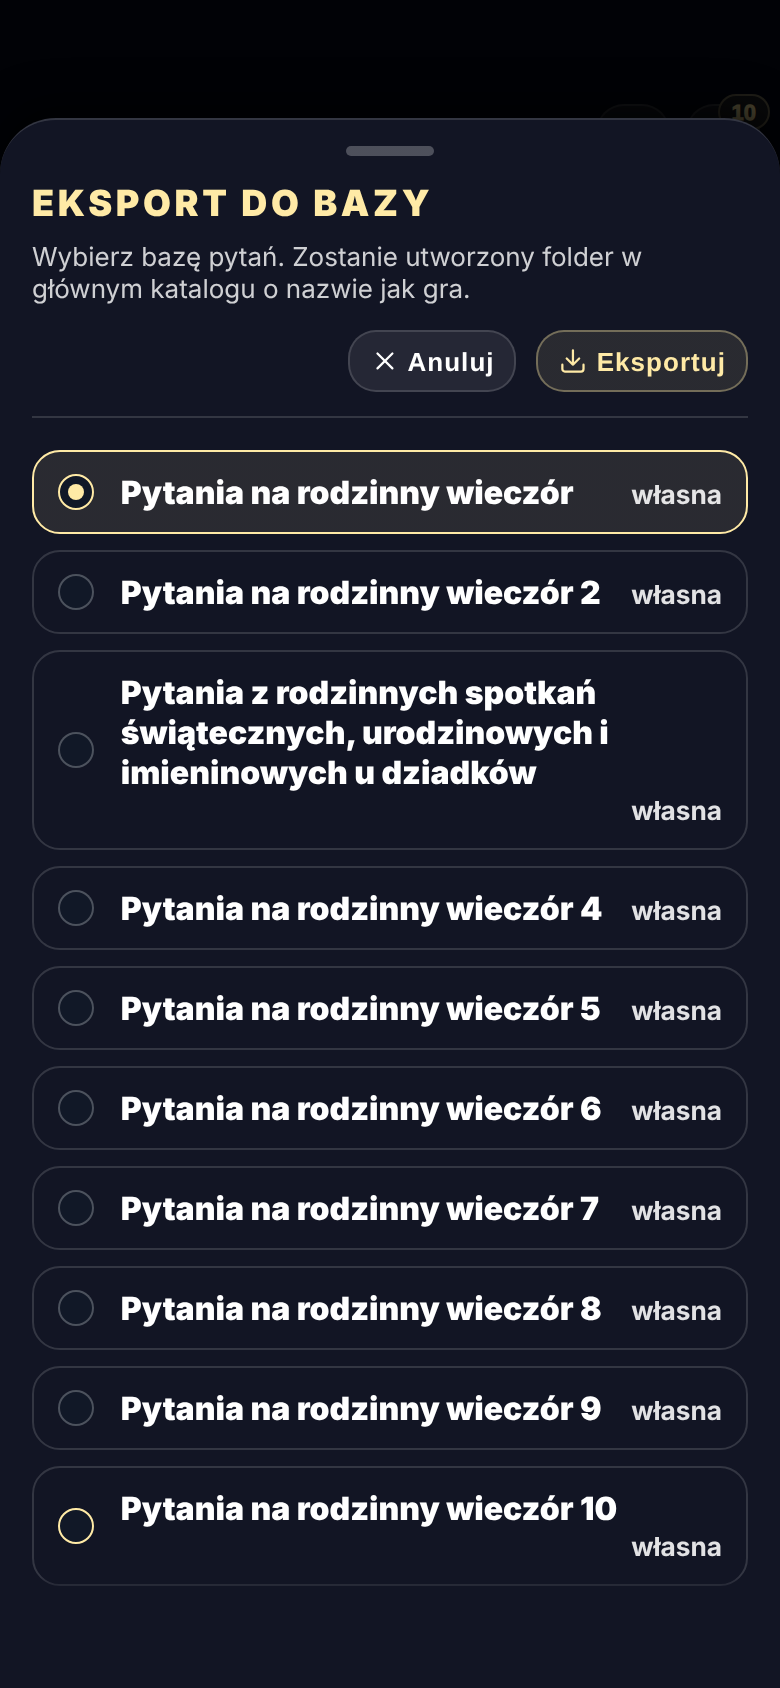 10
EKSPORT DO BAZY
Wybierz bazę pytań. Zostanie utworzony folder w
głównym katalogu o nazwie jak gra.
Anuluj
Eksportuj
Pytania na rodzinny wieczór własna
Pytania na rodzinny wieczór 2 własna
Pytania z rodzinnych spotkań
świątecznych, urodzinowych i
imieninowych u dziadków
własna
Pytania na rodzinny wieczór 4 własna
Pytania na rodzinny wieczór 5 własna
Pytania na rodzinny wieczór 6 własna
Pytania na rodzinny wieczór 7 własna
Pytania na rodzinny wieczór 8 własna
Pytania na rodzinny wieczór 9 własna
Pytania na rodzinny wieczór 10
własna